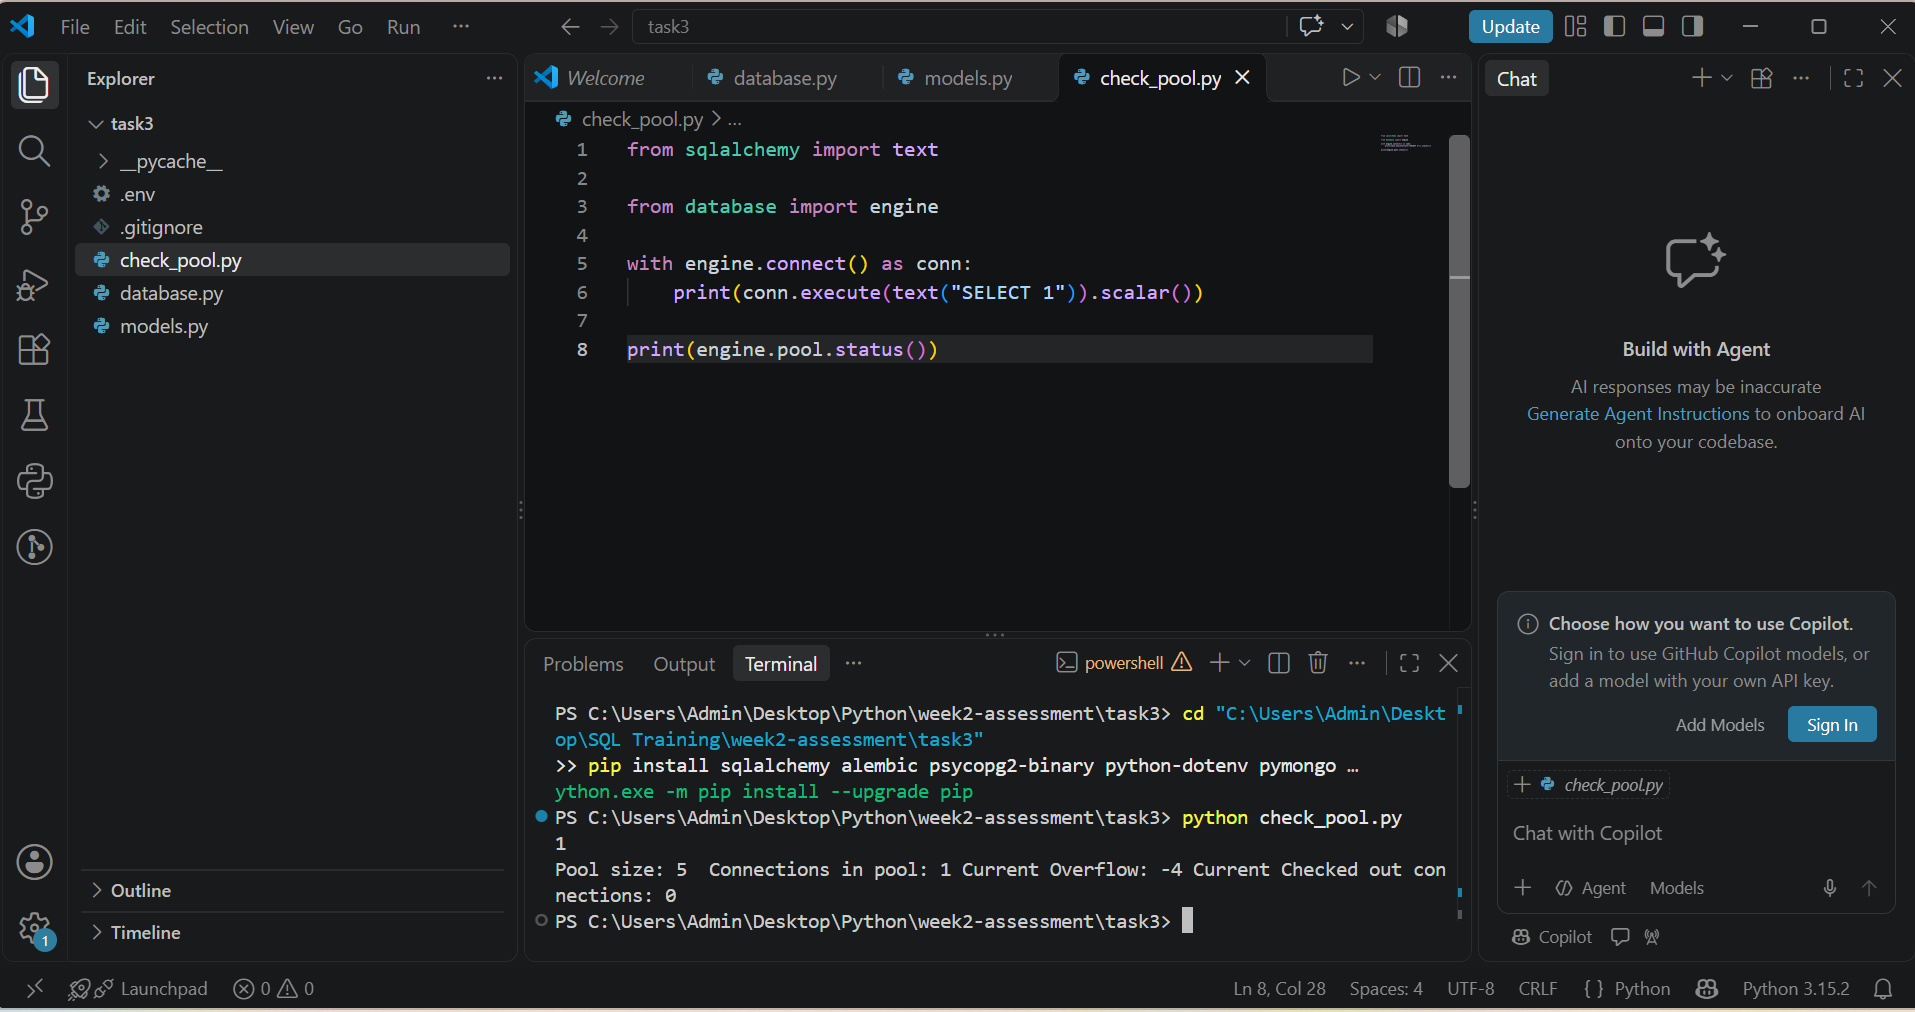 File Edit Selection View Go Run ···
task3
Update
Explorer
task3
__pycache__
.env
.gitignore
check_pool.py
database.py
models.py
Outline
Timeline
1
Welcome database.py models.py check_pool.py
check_pool.py > ...
1 from sqlalchemy import text
2
3 from database import engine
4
5 with engine.connect() as conn:
6 print(conn.execute(text("SELECT 1")).scalar())
7
8 print(engine.pool.status())
Problems Output Terminal ··· powershell
PS C:\Users\Admin\Desktop\Python\week2-assessment\task3> cd "C:\Users\Admin\Deskt
op\SQL Training\week2-assessment\task3"
>> pip install sqlalchemy alembic psycopg2-binary python-dotenv pymongo …
ython.exe -m pip install --upgrade pip
PS C:\Users\Admin\Desktop\Python\week2-assessment\task3> python check_pool.py
1
Pool size: 5  Connections in pool: 1 Current Overflow: -4 Current Checked out con
nections: 0
PS C:\Users\Admin\Desktop\Python\week2-assessment\task3>
Chat
Build with Agent
AI responses may be inaccurate
Generate Agent Instructions to onboard AI
onto your codebase.
Choose how you want to use Copilot.
Sign in to use GitHub Copilot models, or
add a model with your own API key.
Add Models Sign In
check_pool.py
Chat with Copilot
Agent Models
Copilot
Launchpad 0 0 Ln 8, Col 28 Spaces: 4 UTF-8 CRLF { } Python Python 3.15.2